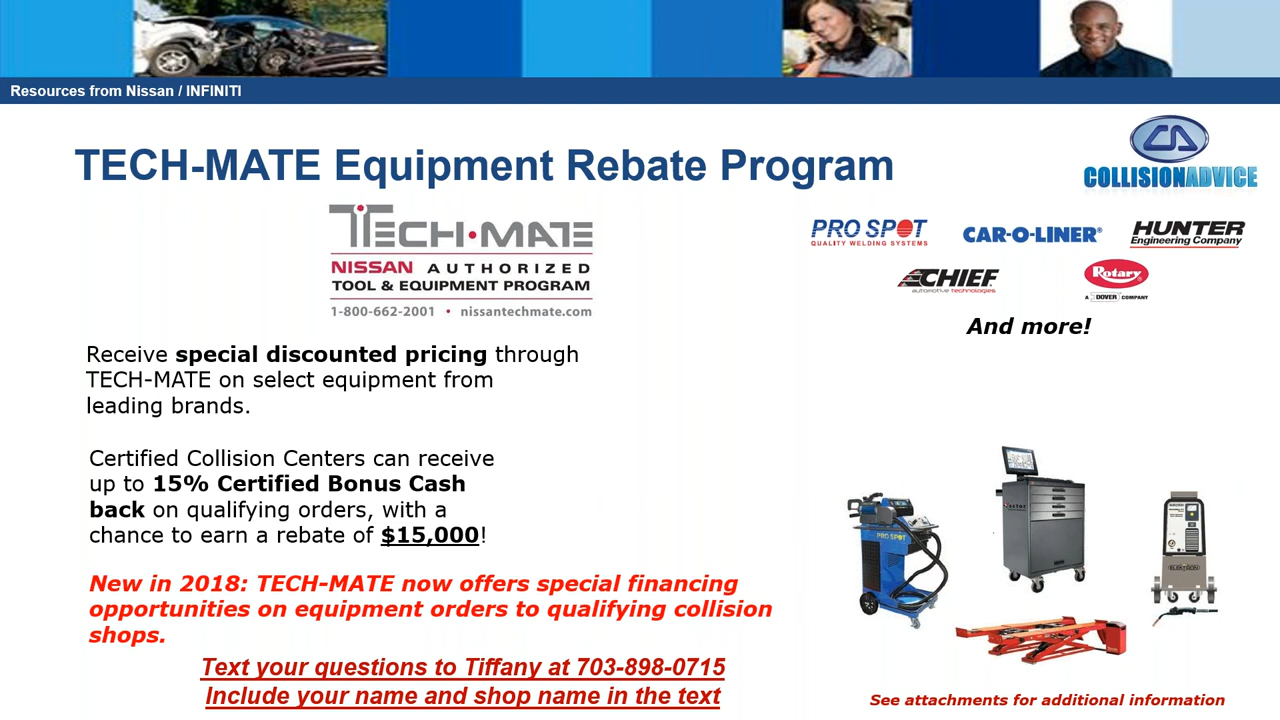 Resources from Nissan / INFINITI
TECH-MATE Equipment Rebate Program
COLLISIONADVICE
TECH•MATE
NISSAN AUTHORIZED
TOOL & EQUIPMENT PROGRAM
1-800-662-2001 • nissantechmate.com
PRO SPOT
QUALITY WELDING SYSTEMS
CAR-O-LINER®
HUNTER
Engineering Company
CHIEF
automotive technologies
Rotary
A DOVER COMPANY
And more!
Receive special discounted pricing through
TECH-MATE on select equipment from
leading brands.
Certified Collision Centers can receive
up to 15% Certified Bonus Cash
back on qualifying orders, with a
chance to earn a rebate of $15,000!
New in 2018: TECH-MATE now offers special financing
opportunities on equipment orders to qualifying collision
shops.
Text your questions to Tiffany at 703-898-0715
Include your name and shop name in the text
PRO SPOT
See attachments for additional information